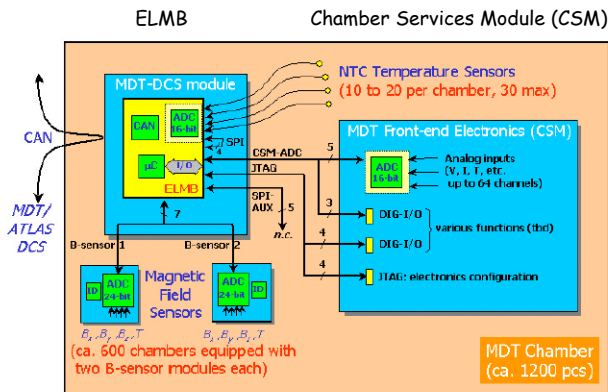 ELMB
Chamber Services Module (CSM)
MDT-DCS module
CAN
ADC
16-bit
SPI
4
µC
I/O
ELMB
NTC Temperature Sensors
(10 to 20 per chamber, 30 max)
CAN
MDT/
ATLAS
DCS
CSM-ADC
5
JTAG
SPI-
AUX
5
n.c.
3
4
4
MDT Front-end Electronics (CSM)
ADC
16-bit
Analog inputs
(V, I, T, etc.
up to 64 channels)
DIG-I/O
DIG-I/O
various functions (tbd)
JTAG: electronics configuration
7
B-sensor 1
B-sensor 2
ID
ADC
24-bit
Magnetic
Field
Sensors
ADC
24-bit
ID
Bx, By, Bz, T
Bx, By, Bz, T
(ca. 600 chambers equipped with
two B-sensor modules each)
MDT Chamber
(ca. 1200 pcs)